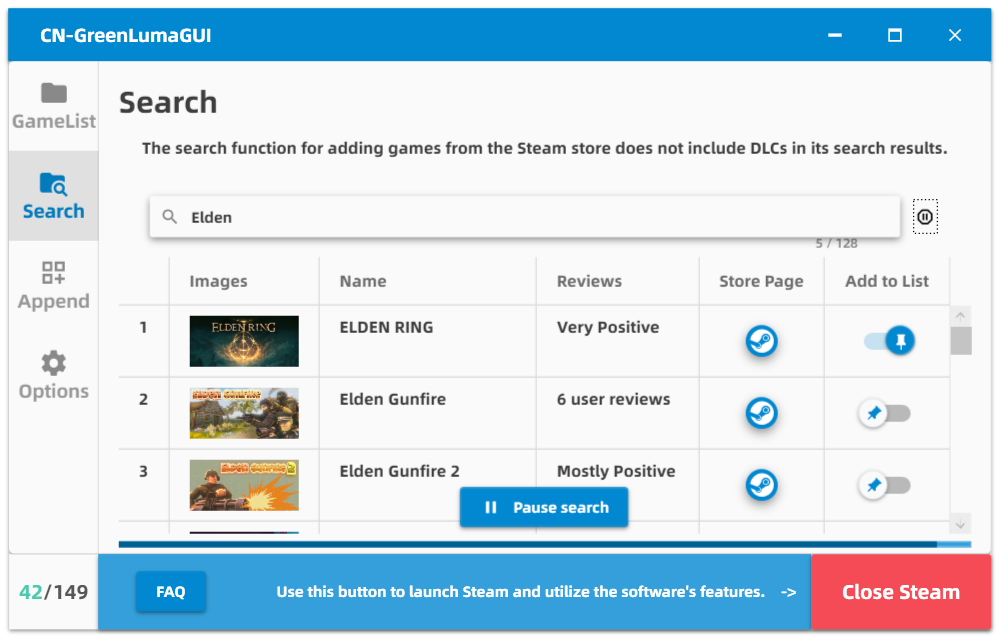 CN-GreenLumaGUI
GameList
Search
Append
Options
Search
The search function for adding games from the Steam store does not include DLCs in its search results.
Elden
5 / 128
Images Name Reviews Store Page Add to List
1 ELDEN RING ELDEN RING Very Positive
2 ELDEN GUNFIRE Elden Gunfire 6 user reviews
3 ELDEN GUNFIRE 2 Elden Gunfire 2 Mostly Positive
Pause search
42/149
FAQ
Use this button to launch Steam and utilize the software's features. ->
Close Steam